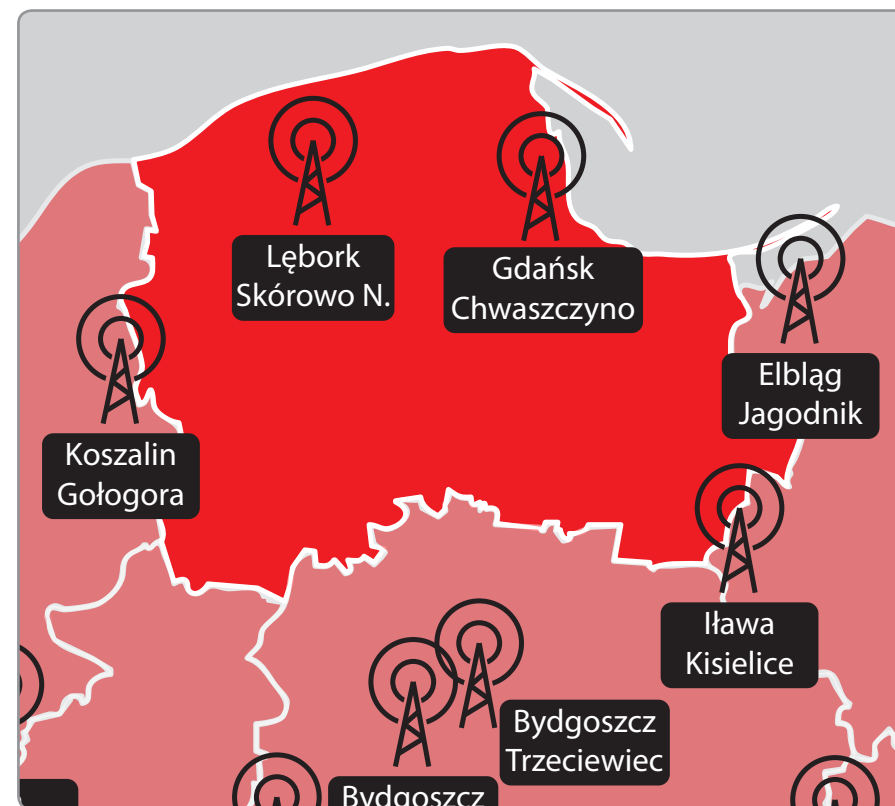 Lębork
Skórowo N.
Gdańsk
Chwaszczyno
Elbląg
Jagodnik
Koszalin
Gołogora
Iława
Kisielice
Bydgoszcz
Trzeciewiec
Bydgoszcz